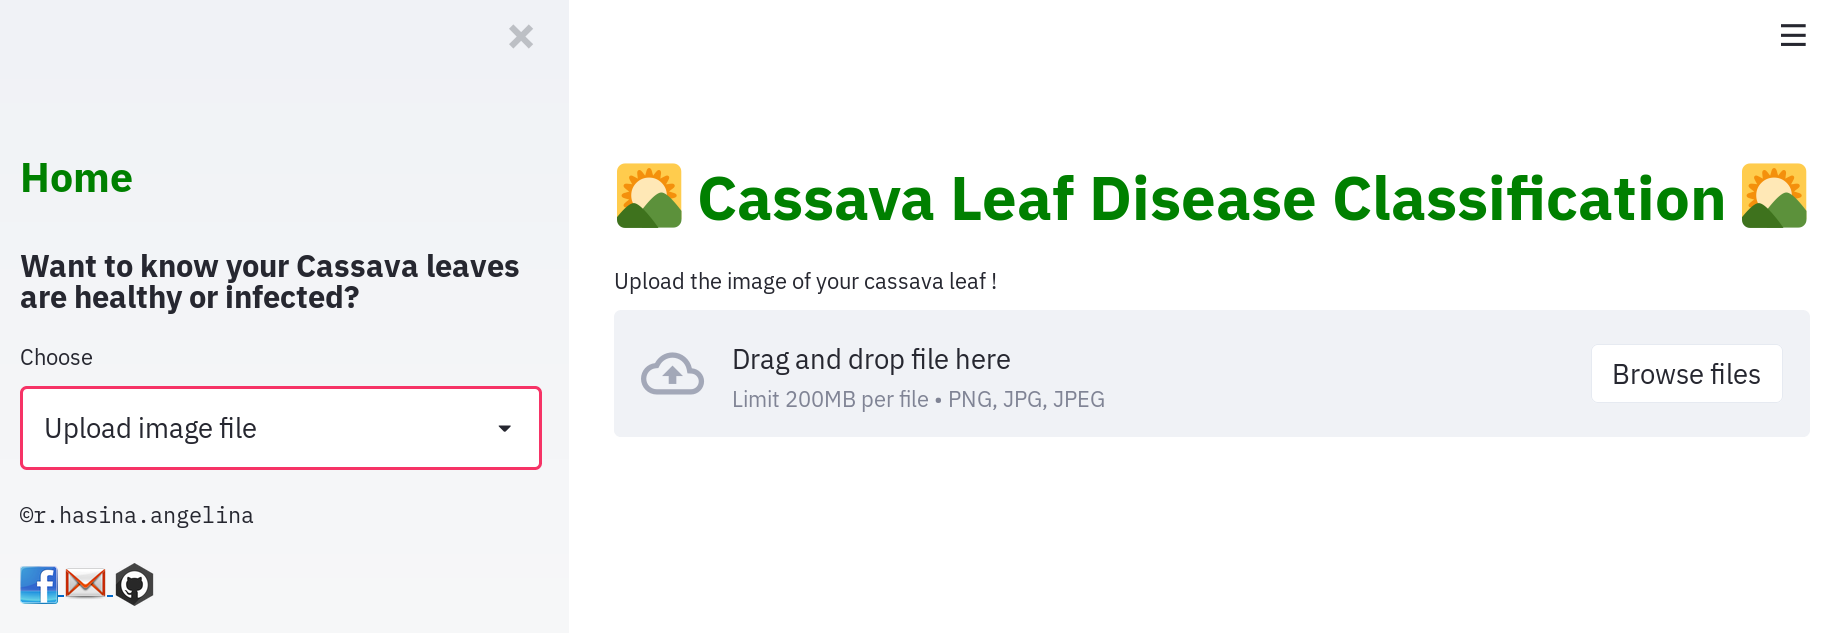 Home
Want to know your Cassava leaves
are healthy or infected?
Choose
Upload image file
©r.hasina.angelina
Cassava Leaf Disease Classification
Upload the image of your cassava leaf !
Drag and drop file here
Limit 200MB per file • PNG, JPG, JPEG
Browse files